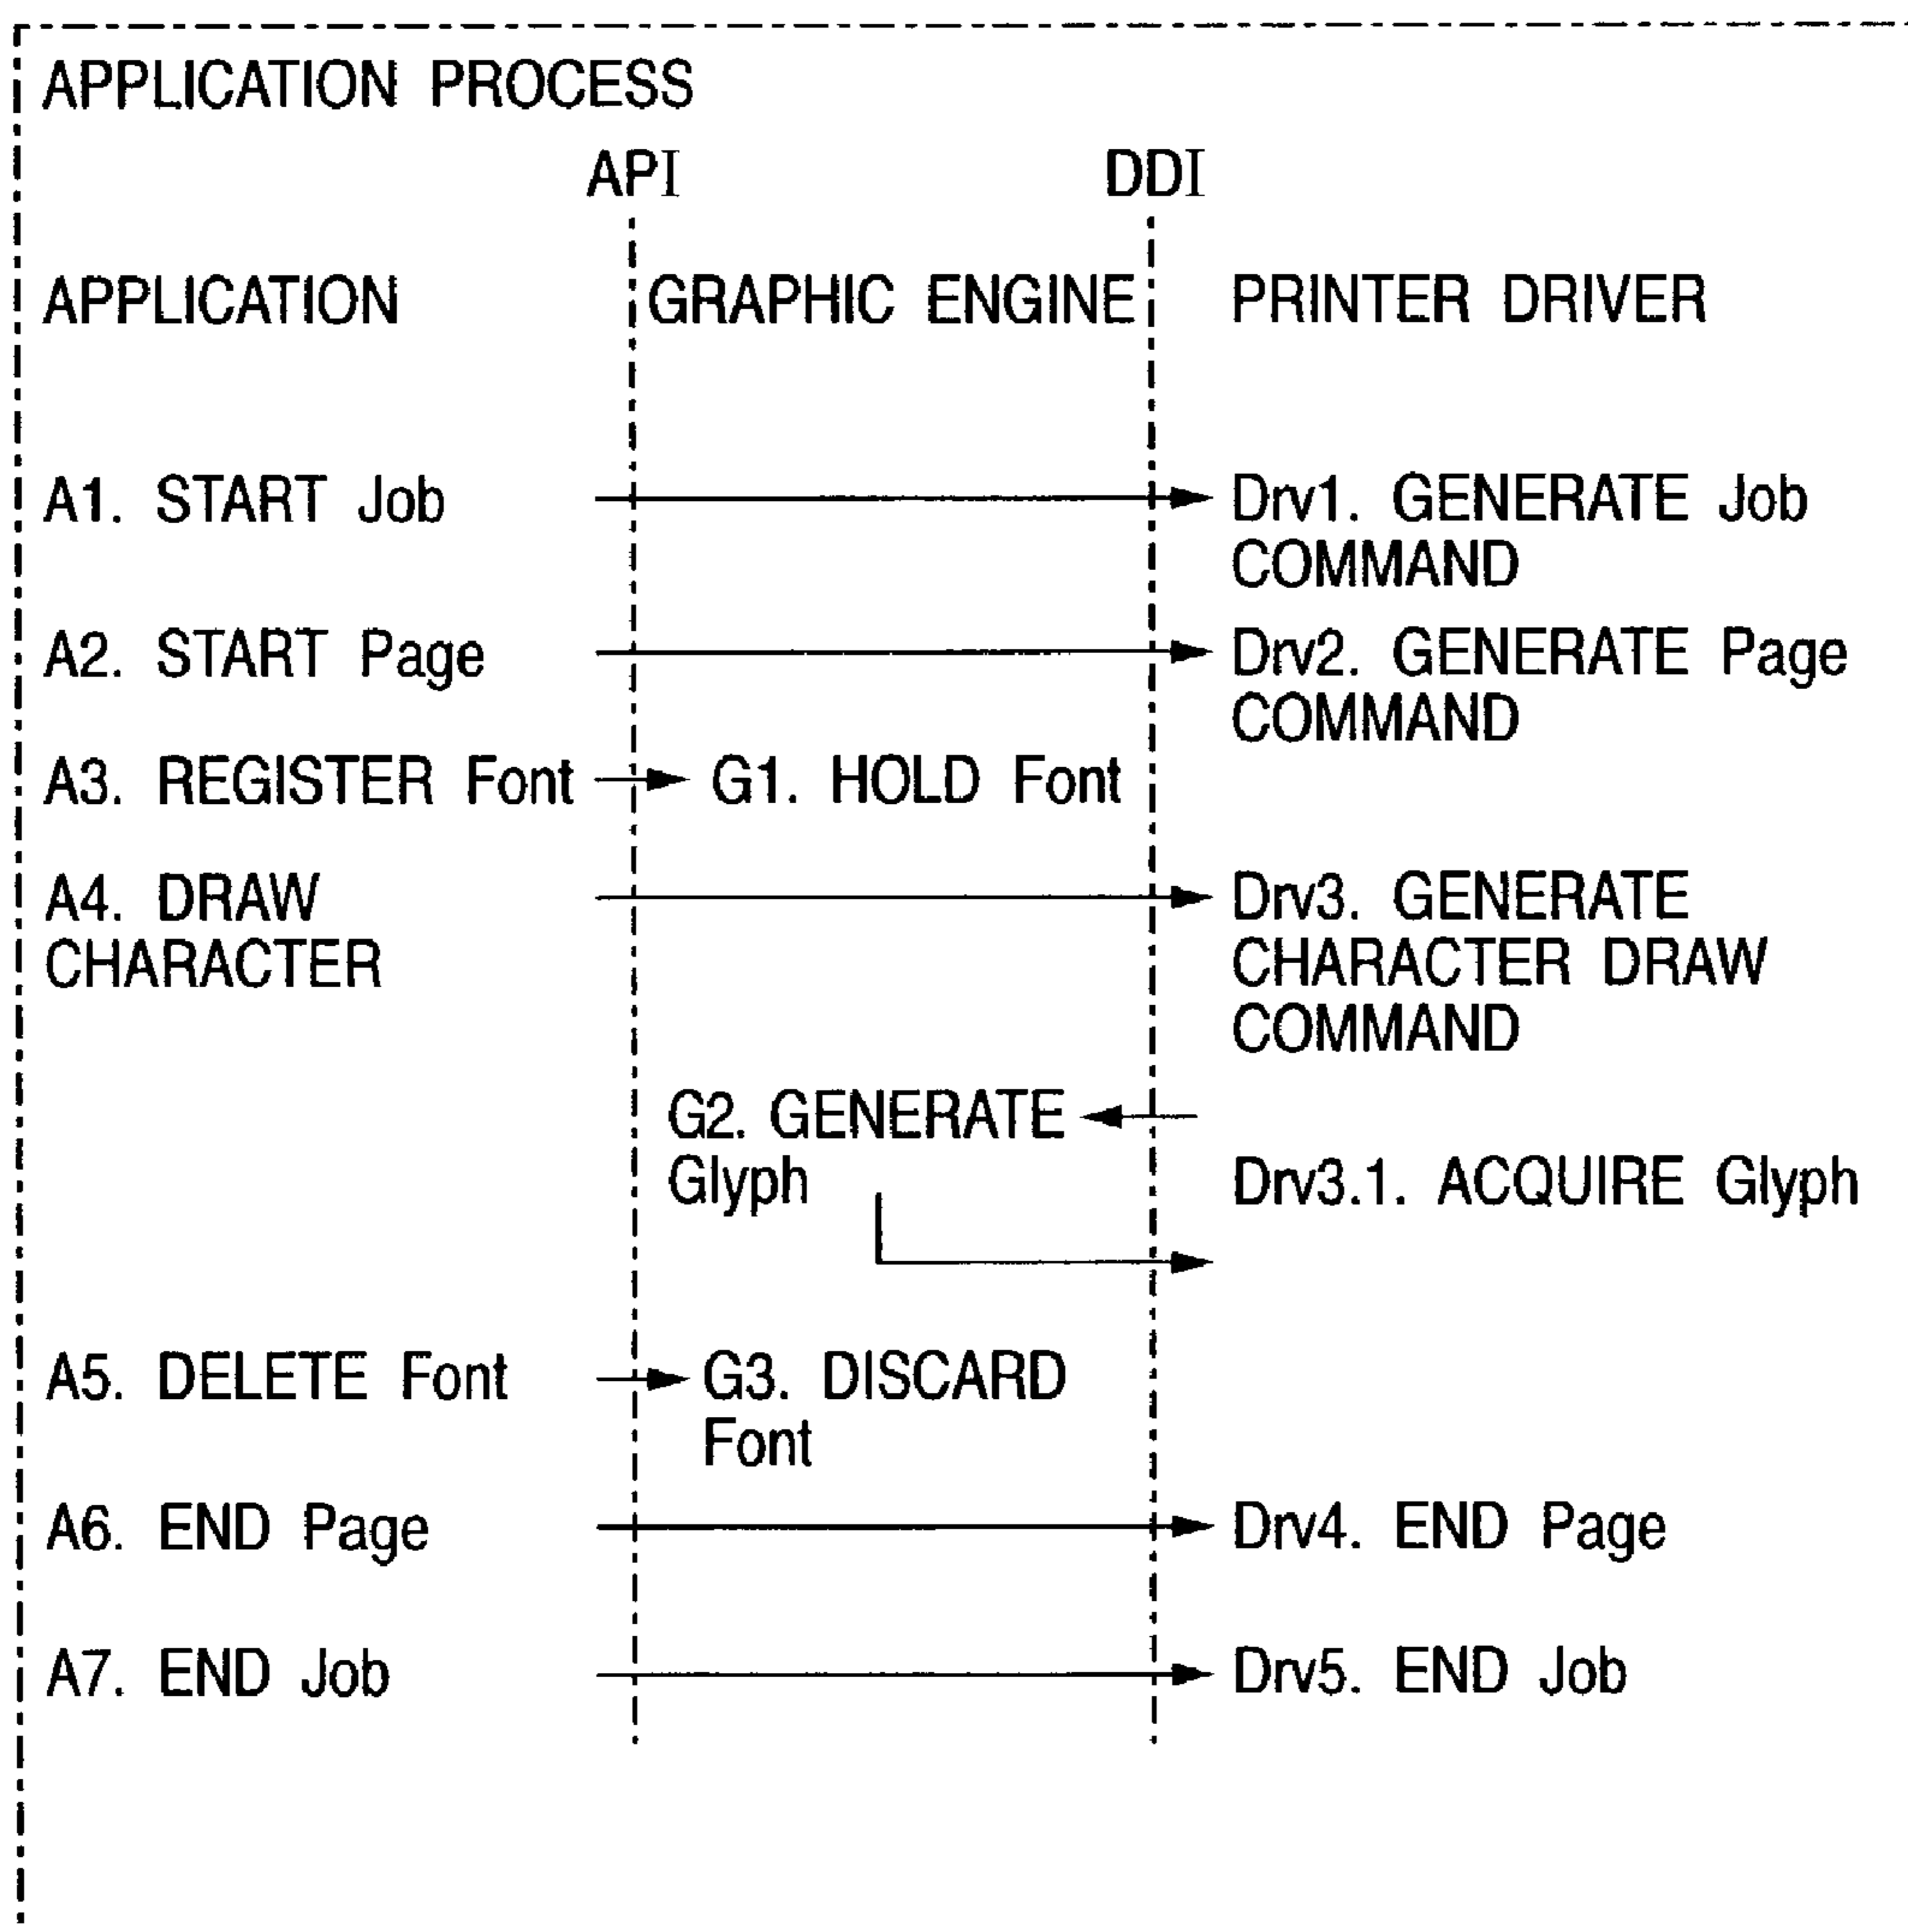 APPLICATION PROCESS
API DDI
APPLICATION GRAPHIC ENGINE PRINTER DRIVER
A1. START Job Drv1. GENERATE Job
COMMAND
A2. START Page Drv2. GENERATE Page
COMMAND
A3. REGISTER Font G1. HOLD Font
A4. DRAW Drv3. GENERATE
CHARACTER CHARACTER DRAW
COMMAND
G2. GENERATE
Glyph Drv3.1. ACQUIRE Glyph
A5. DELETE Font G3. DISCARD
Font
A6. END Page Drv4. END Page
A7. END Job Drv5. END Job